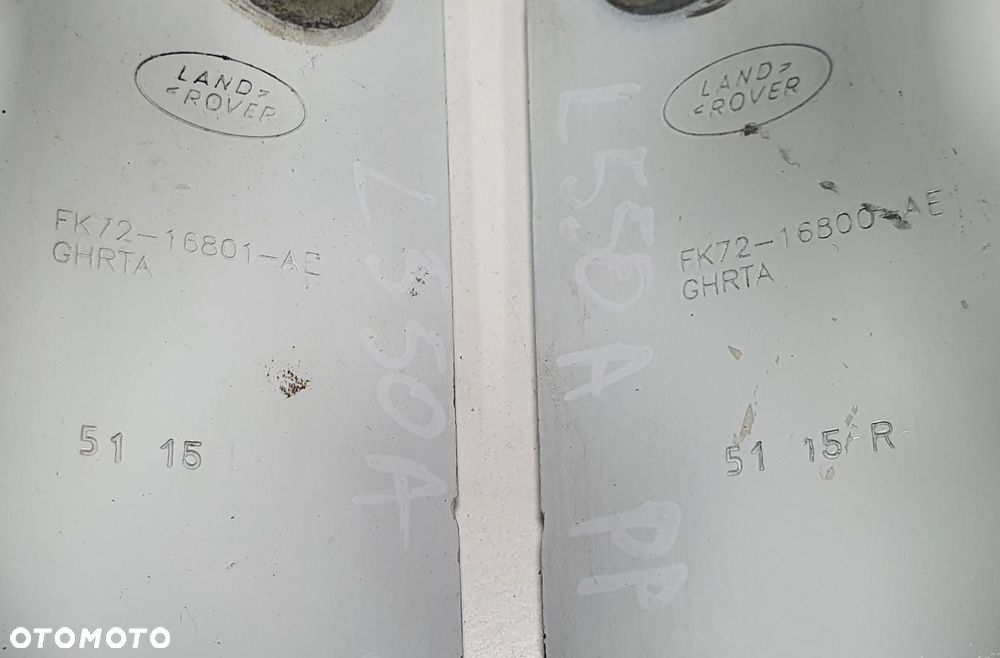 LAND
ROVER
FK72-16801-AE
GHRTA
51 15
L550A
LAND
ROVER
FK72-16800-AE
GHRTA
51 15 R
L550A PP
OTOMOTO